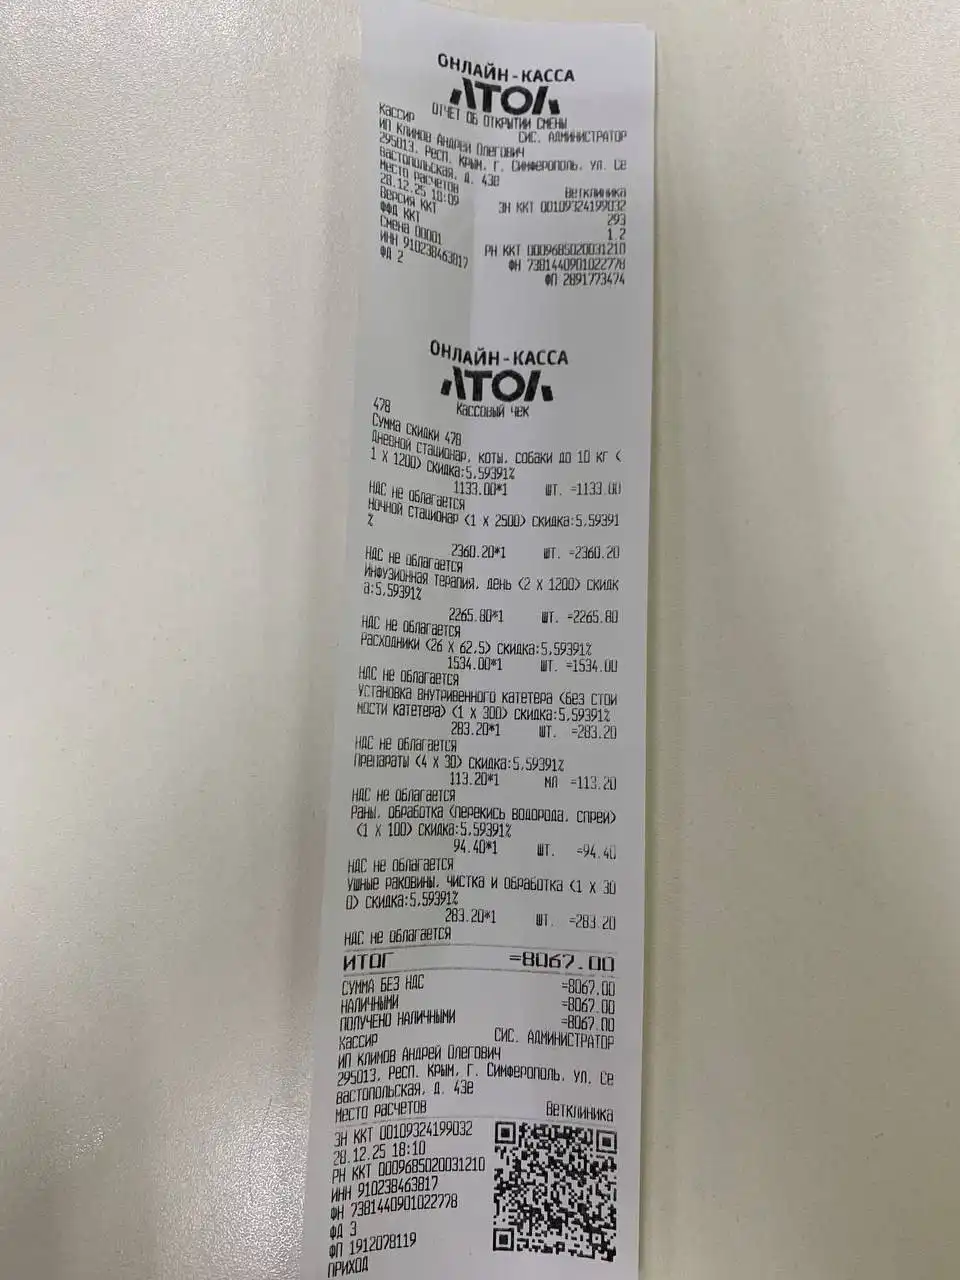 ОНЛАЙН-КАССА
АТОЛ
ОТЧЕТ ОБ ОТКРЫТИИ СМЕНЫ
Кассир СИС. АДМИНИСТРАТОР
ИП Климов Андрей Олегович
295013, Респ. Крым, г. Симферополь, ул. Се
вастопольская, д. 43е
Место расчетов Ветклиника
28.12.25 18:09 ЗН ККТ 00109324199032
Версия ККТ 293
ФФД ККТ 1.2
Смена 00001 РН ККТ 0009685020031210
ИНН 910238463817 ФН 7381440901022778
ФД 2 ФП 2891773474
ОНЛАЙН-КАССА
АТОЛ
Кассовый чек
478
Сумма скидки 478
Дневной стационар, коты, собаки до 10 кг (
1 X 1200) скидка:5,59391%
1133.00*1 шт. =1133.00
НДС не облагается
Ночной стационар (1 X 2500) скидка:5,59391
%
2360.20*1 шт. =2360.20
НДС не облагается
Инфузионная терапия, день (2 X 1200) скидк
а:5,59391%
2265.80*1 шт. =2265.80
НДС не облагается
Расходники (26 X 62,5) скидка:5,59391%
1534.00*1 шт. =1534.00
НДС не облагается
Установка внутривенного катетера (без стои
мости катетера) (1 X 300) скидка:5,59391%
283.20*1 шт. =283.20
НДС не облагается
Препараты (4 X 30) скидка:5,59391%
113.20*1 мл =113.20
НДС не облагается
Раны, обработка (перекись водорода, спрей)
(1 X 100) скидка:5,59391%
94.40*1 шт. =94.40
НДС не облагается
Ушные раковины, чистка и обработка (1 X 30
0) скидка:5,59391%
283.20*1 шт. =283.20
НДС не облагается
ИТОГ =8067.00
СУММА БЕЗ НДС =8067.00
НАЛИЧНЫМИ =8067.00
ПОЛУЧЕНО НАЛИЧНЫМИ =8067.00
Кассир СИС. АДМИНИСТРАТОР
ИП Климов Андрей Олегович
295013, Респ. Крым, г. Симферополь, ул. Се
вастопольская, д. 43е
Место расчетов Ветклиника
ЗН ККТ 00109324199032
28.12.25 18:10
РН ККТ 0009685020031210
ИНН 910238463817
ФН 7381440901022778
ФД 3
ФП 1912078119
ПРИХОД